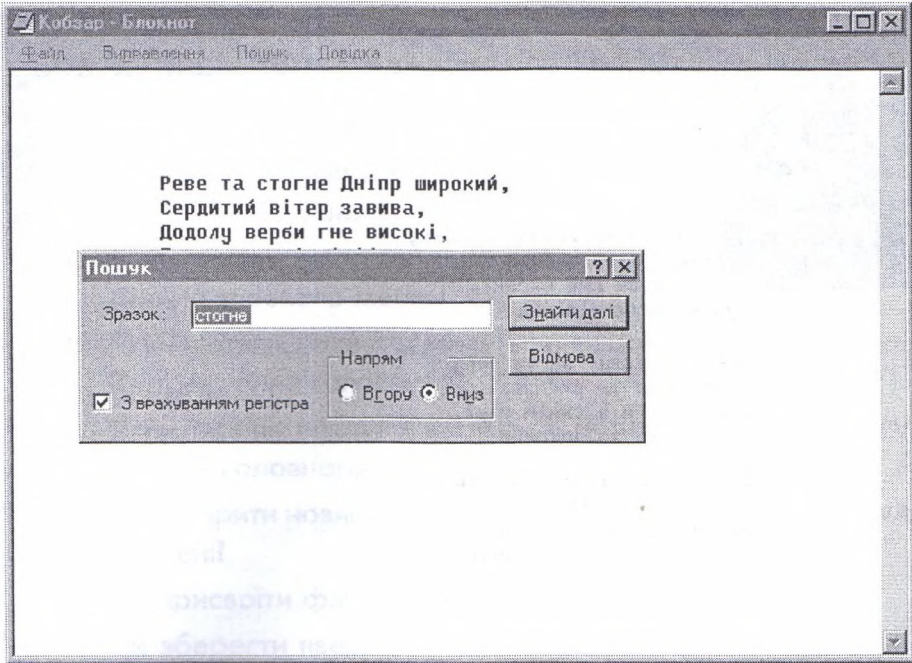 Кобзар - Блокнот
Файл Виправлення Пошук Довідка
Реве та стогне Дніпр широкий,
Сердитий вітер завива,
Додолу верби гне високі,
Пошук
Зразок: стогне Знайти далі
Напрям Відмова
З врахуванням регістра Вгору Вниз